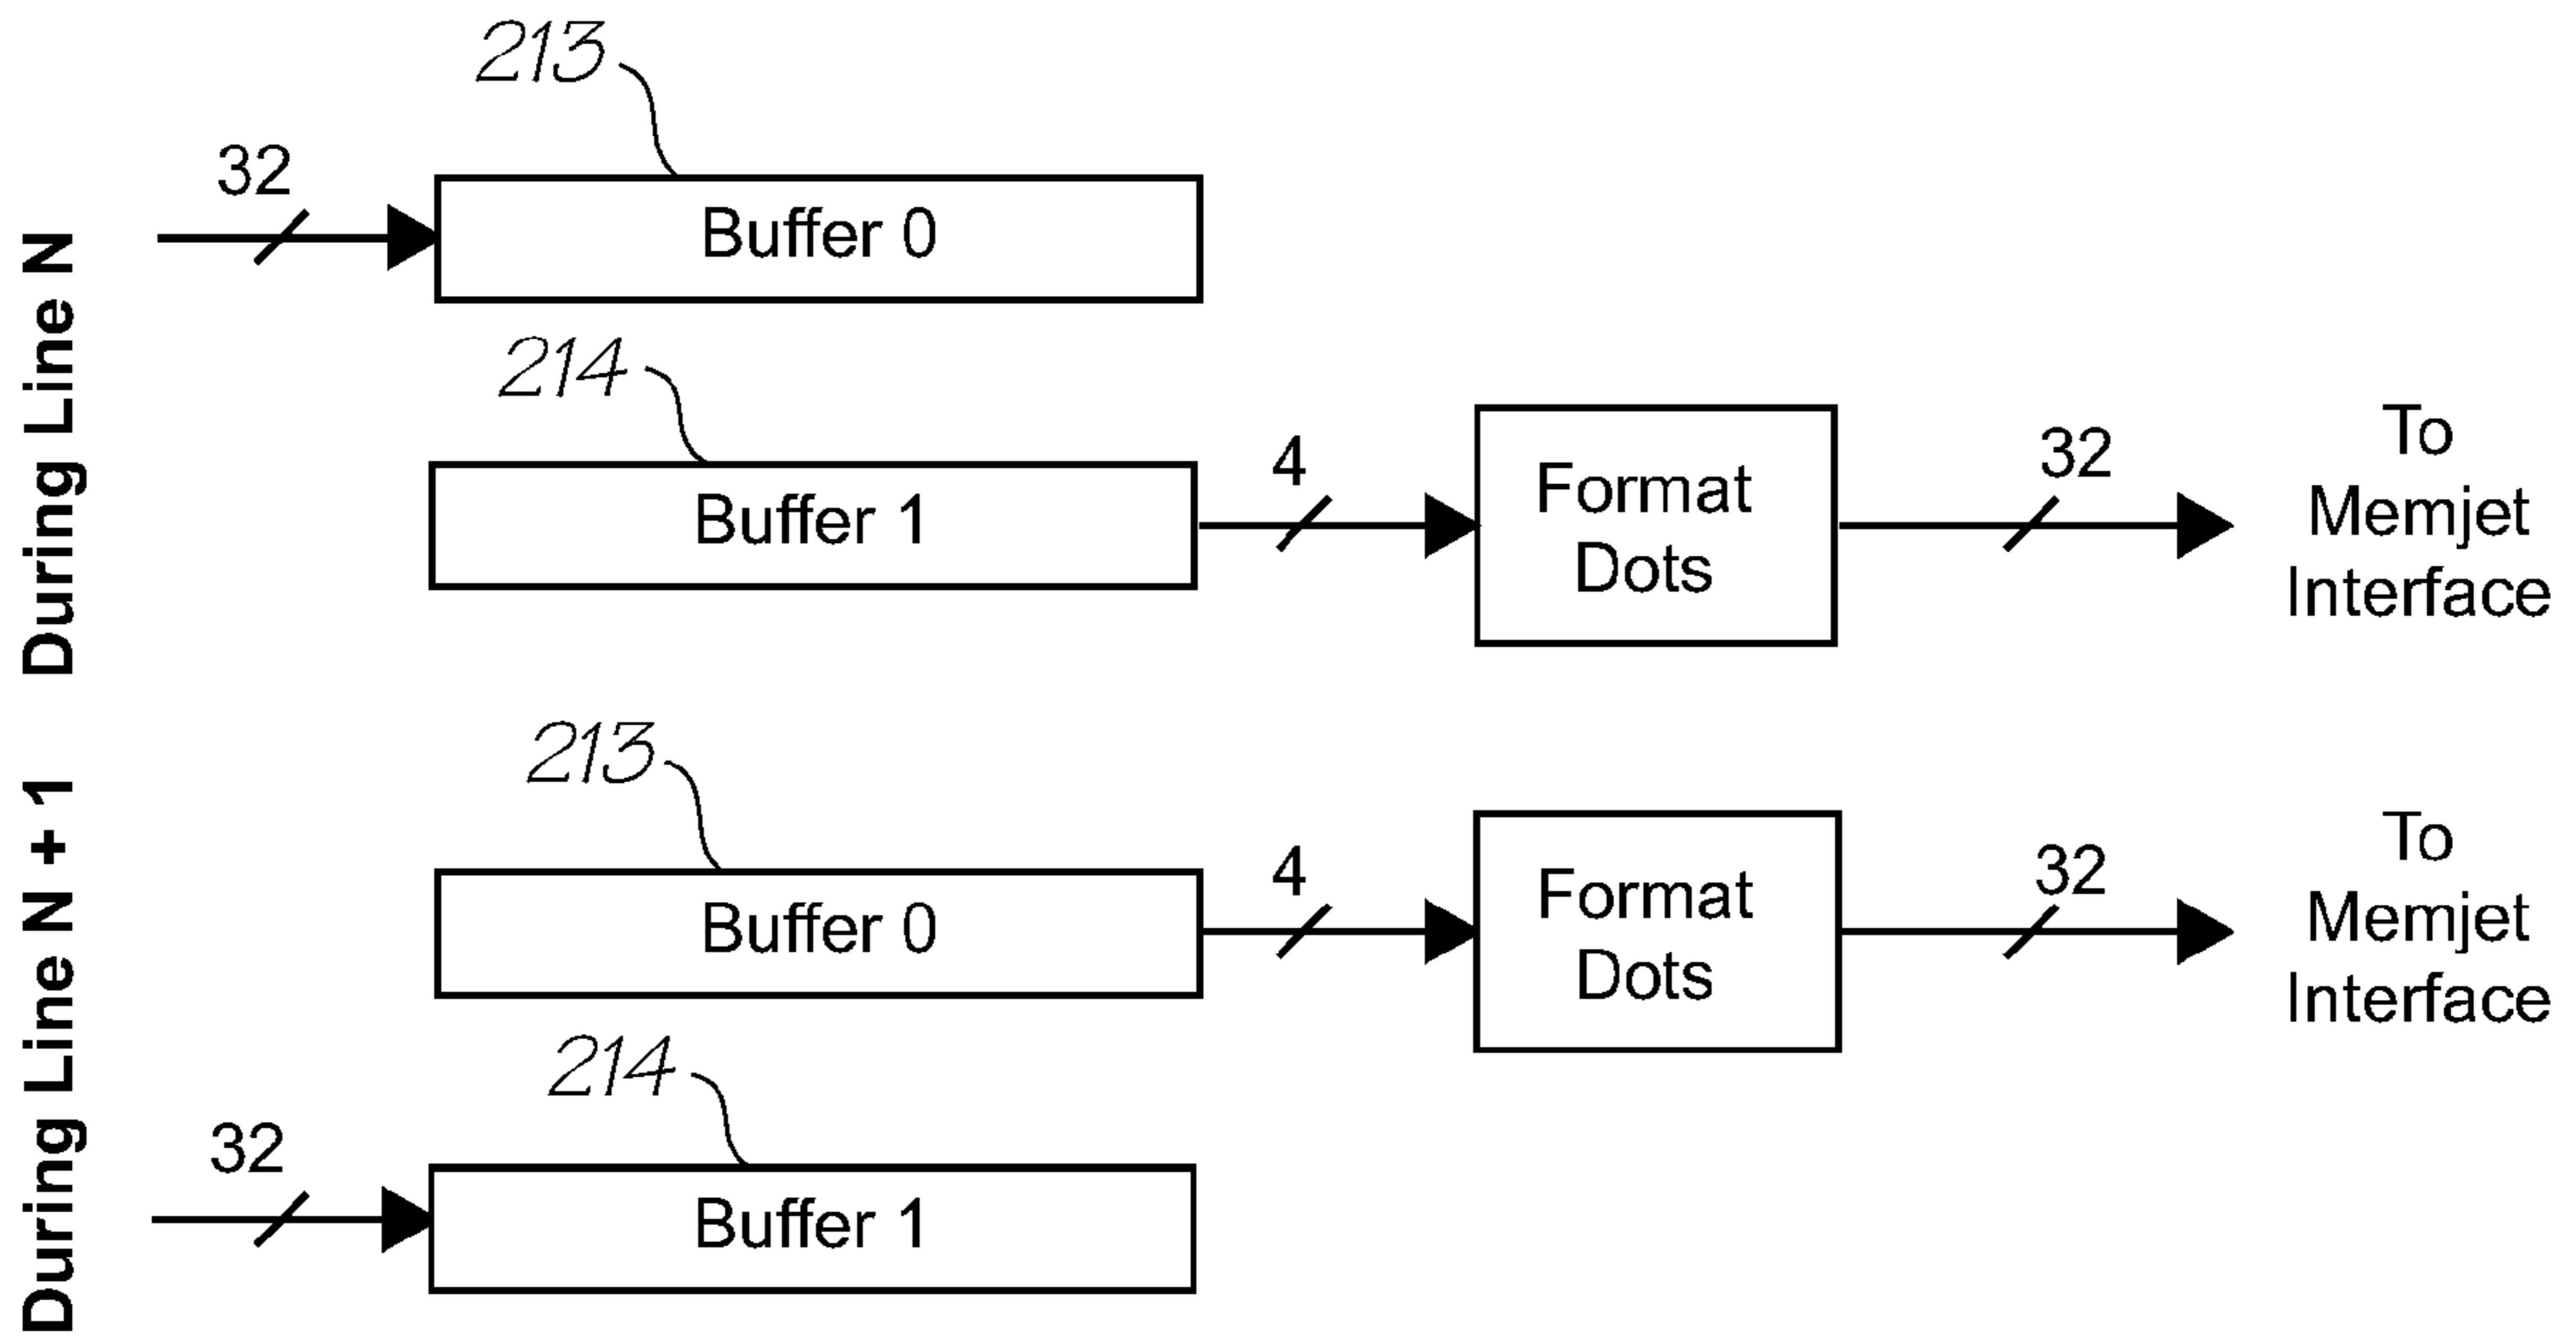 During Line N
213
32
Buffer 0
214
Buffer 1
4
Format
Dots
32
To
Memjet
Interface
During Line N + 1
213
Buffer 0
4
Format
Dots
32
To
Memjet
Interface
214
32
Buffer 1